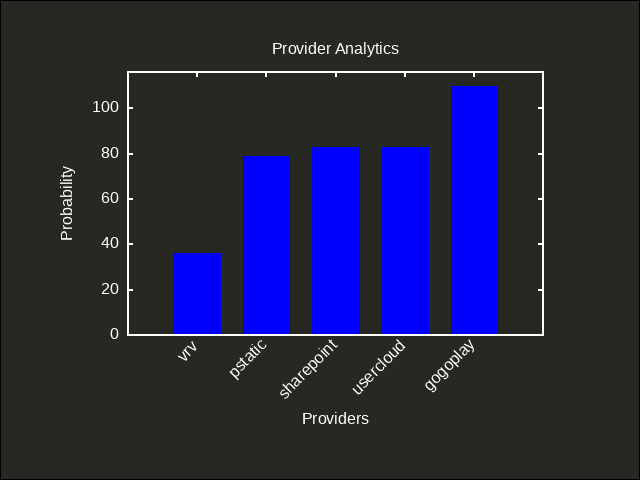 Provider Analytics
Probability
100
80
60
40
20
0
vrv
pstatic
sharepoint
usercloud
gogoplay
Providers